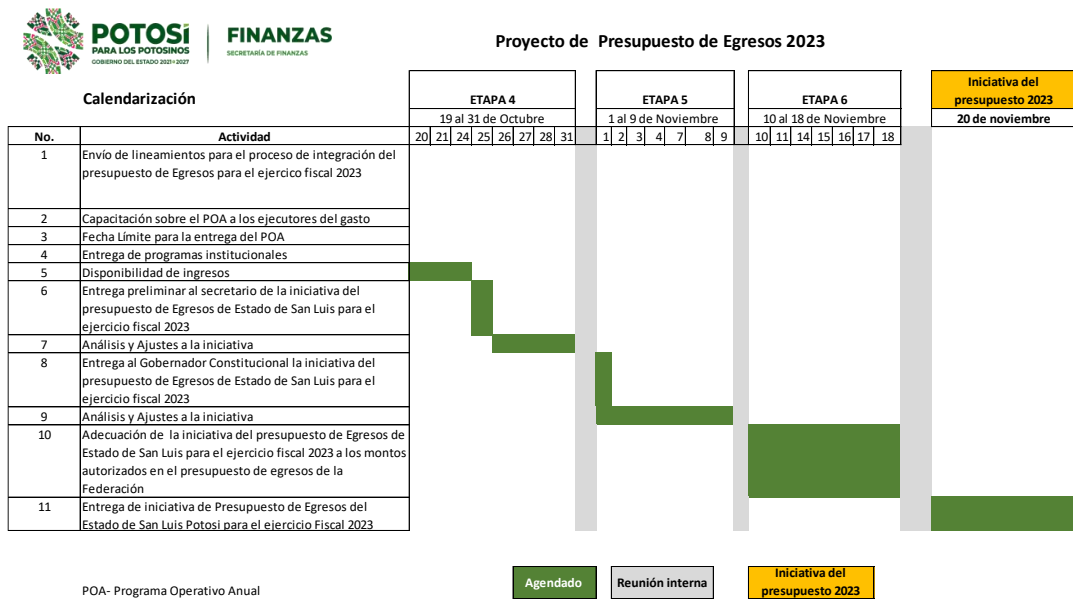 POTOSÍ
PARA LOS POTOSINOS
GOBIERNO DEL ESTADO 2021•2027
FINANZAS
SECRETARÍA DE FINANZAS
Proyecto de Presupuesto de Egresos 2023
Calendarización
ETAPA 4
ETAPA 5
ETAPA 6
Iniciativa del
presupuesto 2023
19 al 31 de Octubre
1 al 9 de Noviembre
10 al 18 de Noviembre
20 de noviembre
No. Actividad 20 21 24 25 26 27 28 31 1 2 3 4 7 8 9 10 11 14 15 16 17 18
1 Envío de lineamientos para el proceso de integración del
presupuesto de Egresos para el ejercico fiscal 2023
2 Capacitación sobre el POA a los ejecutores del gasto
3 Fecha Límite para la entrega del POA
4 Entrega de programas institucionales
5 Disponibilidad de ingresos
6 Entrega preliminar al secretario de la iniciativa del
presupuesto de Egresos de Estado de San Luis para el
ejercicio fiscal 2023
7 Análisis y Ajustes a la iniciativa
8 Entrega al Gobernador Constitucional la iniciativa del
presupuesto de Egresos de Estado de San Luis para el
ejercicio fiscal 2023
9 Análisis y Ajustes a la iniciativa
10 Adecuación de la iniciativa del presupuesto de Egresos de
Estado de San Luis para el ejercicio fiscal 2023 a los montos
autorizados en el presupuesto de egresos de la
Federación
11 Entrega de iniciativa de Presupuesto de Egresos del
Estado de San Luis Potosi para el ejercicio Fiscal 2023
POA- Programa Operativo Anual
Agendado
Reunión interna
Iniciativa del
presupuesto 2023